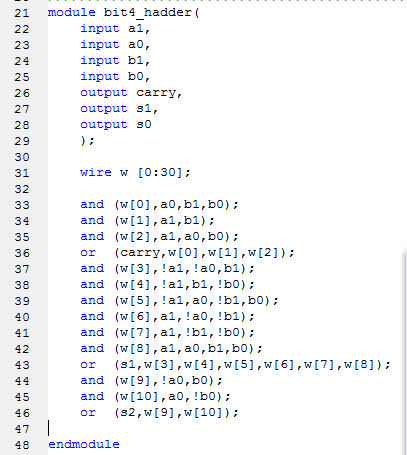 21 module bit4_hadder(
22 input a1,
23 input a0,
24 input b1,
25 input b0,
26 output carry,
27 output s1,
28 output s0
29 );
30
31 wire w [0:30];
32
33 and (w[0],a0,b1,b0);
34 and (w[1],a1,b1);
35 and (w[2],a1,a0,b0);
36 or (carry,w[0],w[1],w[2]);
37 and (w[3],!a1,!a0,b1);
38 and (w[4],!a1,b1,!b0);
39 and (w[5],!a1,a0,!b1,b0);
40 and (w[6],a1,!a0,!b1);
41 and (w[7],a1,!b1,!b0);
42 and (w[8],a1,a0,b1,b0);
43 or (s1,w[3],w[4],w[5],w[6],w[7],w[8]);
44 and (w[9],!a0,b0);
45 and (w[10],a0,!b0);
46 or (s2,w[9],w[10]);
47
48 endmodule